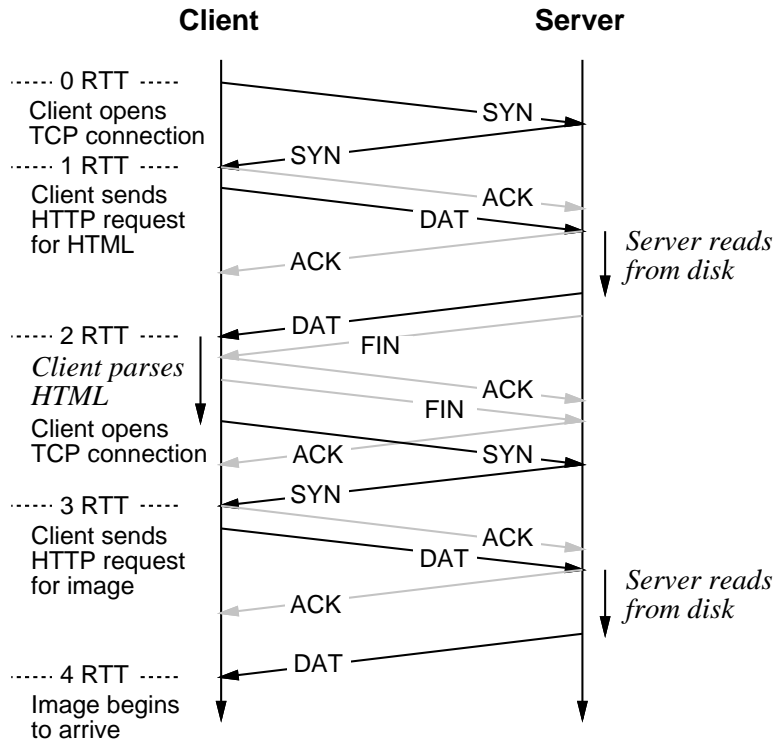 Client
Server
0 RTT
Client opens
TCP connection
SYN
SYN
1 RTT
Client sends
HTTP request
for HTML
ACK
DAT
ACK
Server reads
from disk
DAT
2 RTT
FIN
Client parses
HTML
ACK
FIN
Client opens
TCP connection
ACK
SYN
SYN
3 RTT
Client sends
HTTP request
for image
ACK
DAT
ACK
Server reads
from disk
DAT
4 RTT
Image begins
to arrive